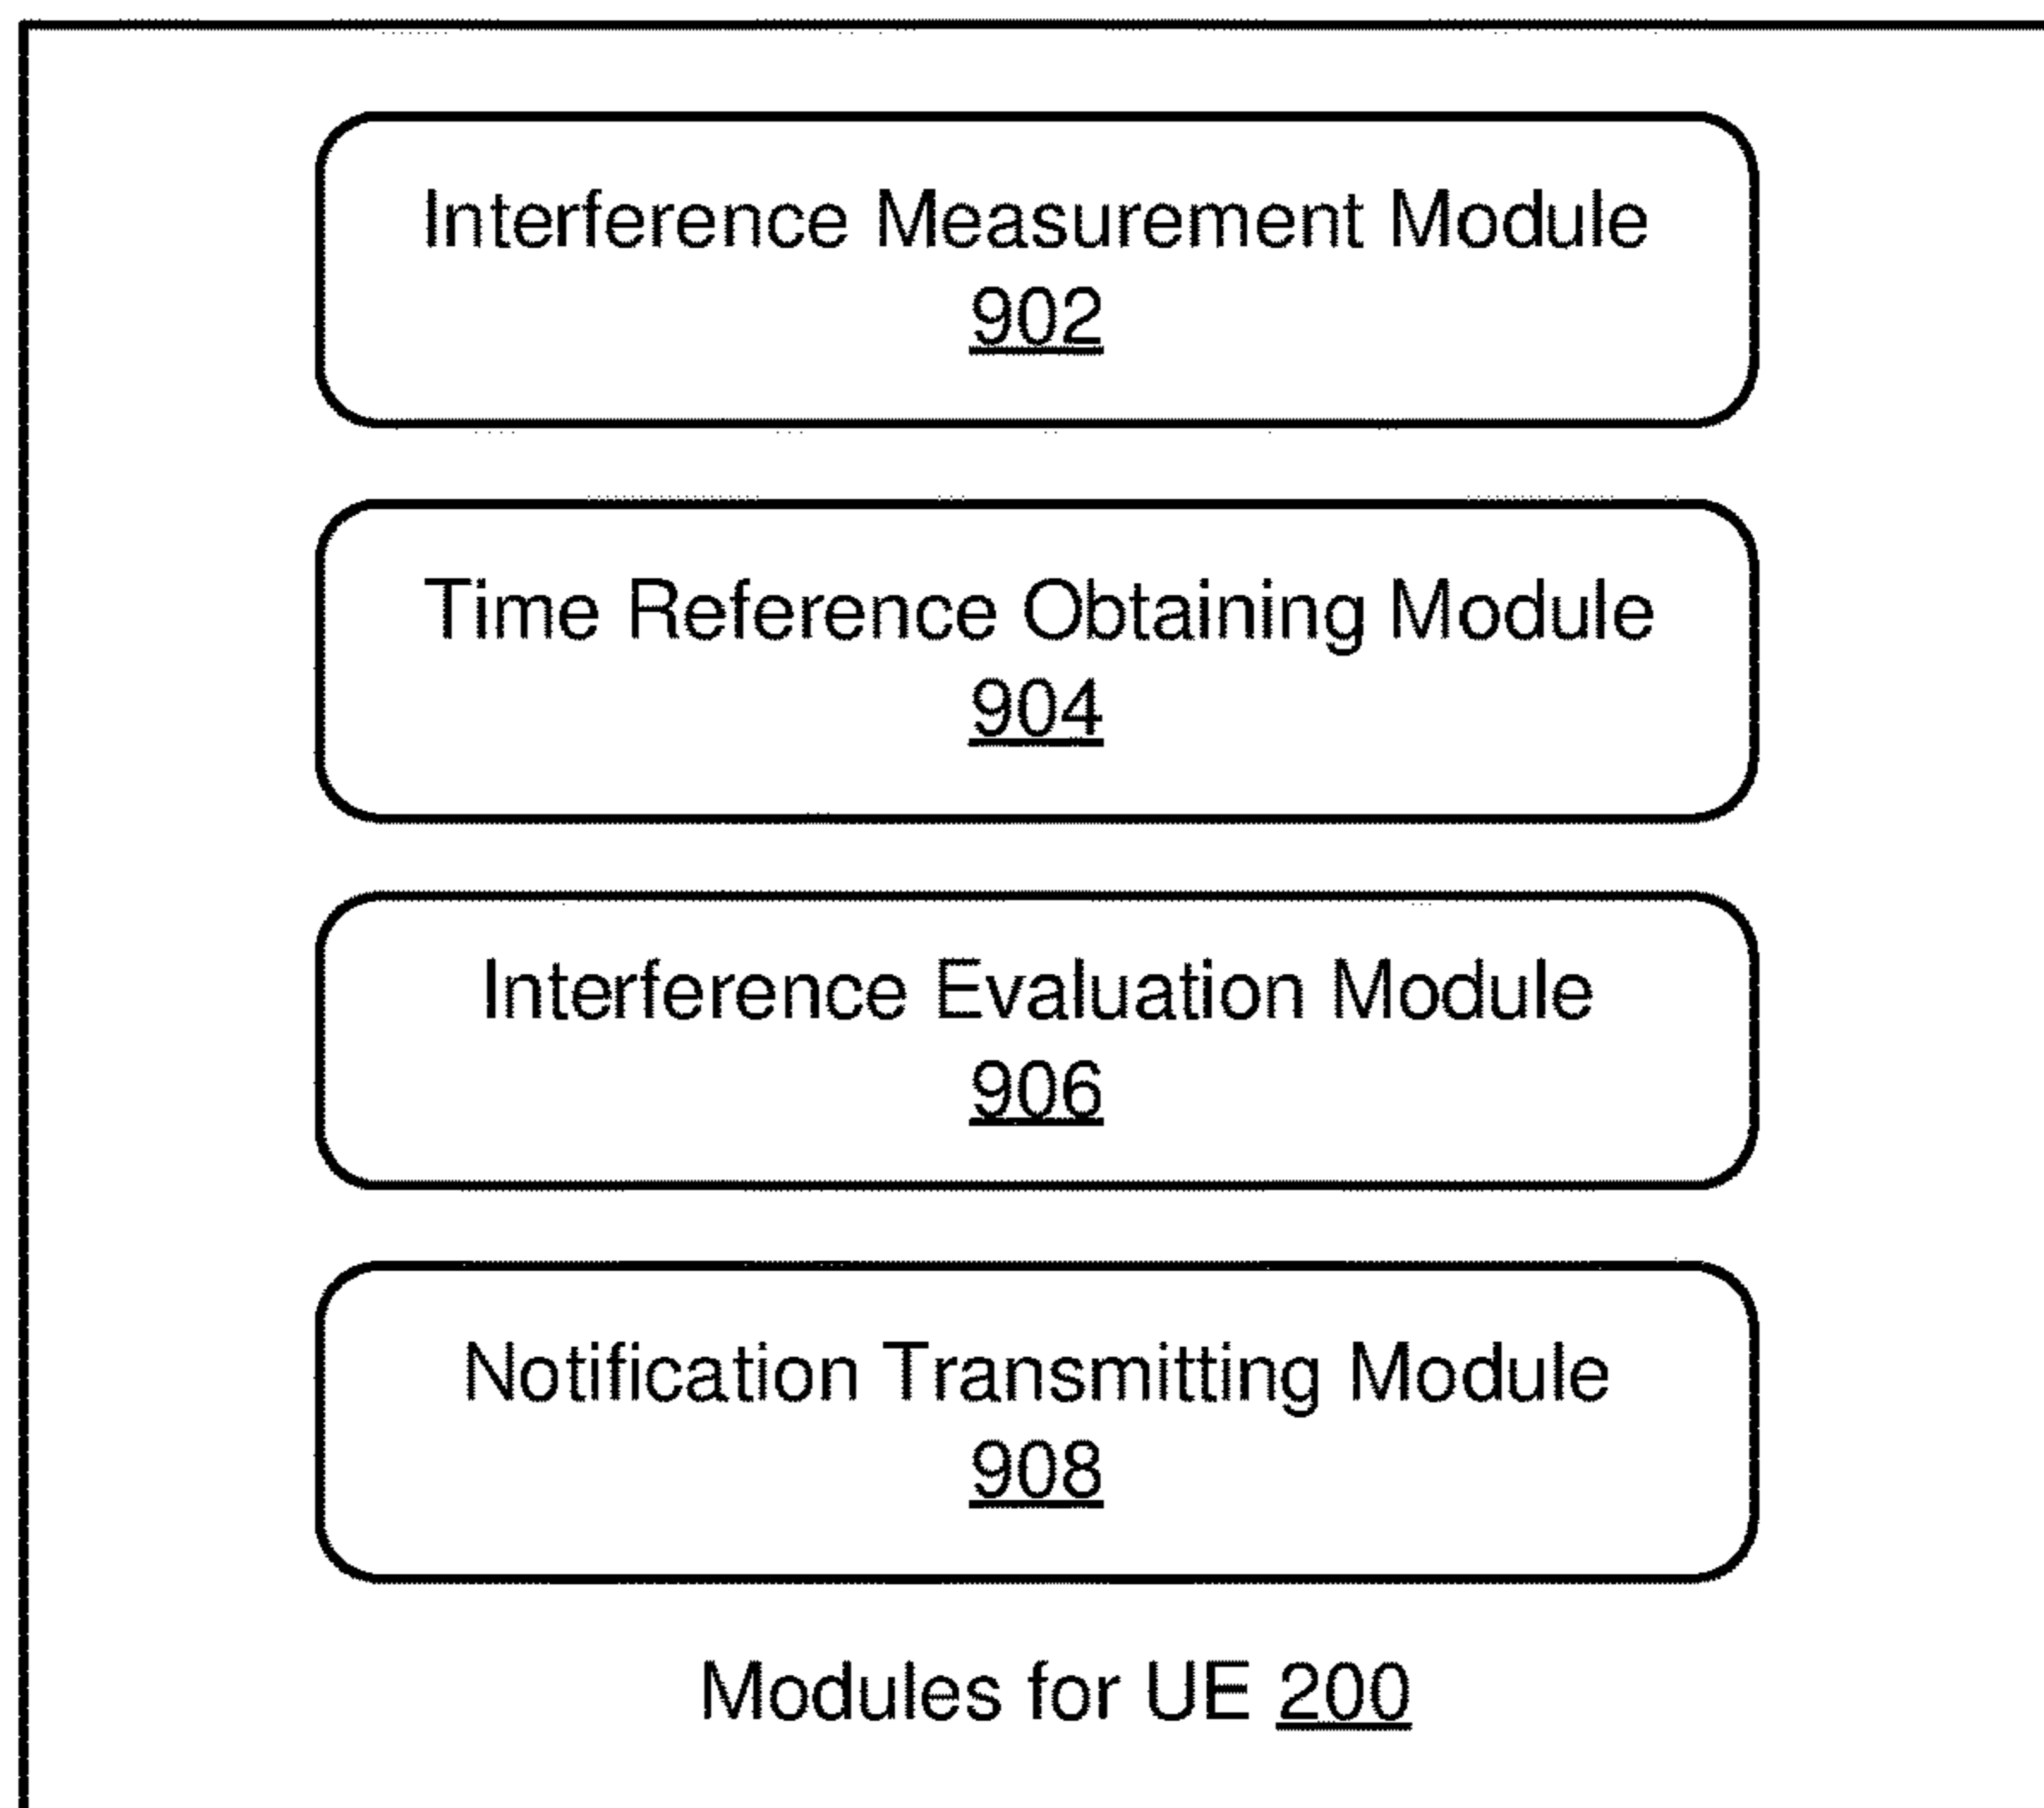 Interference Measurement Module
902
Time Reference Obtaining Module
904
Interference Evaluation Module
906
Notification Transmitting Module
908
Modules for UE 200